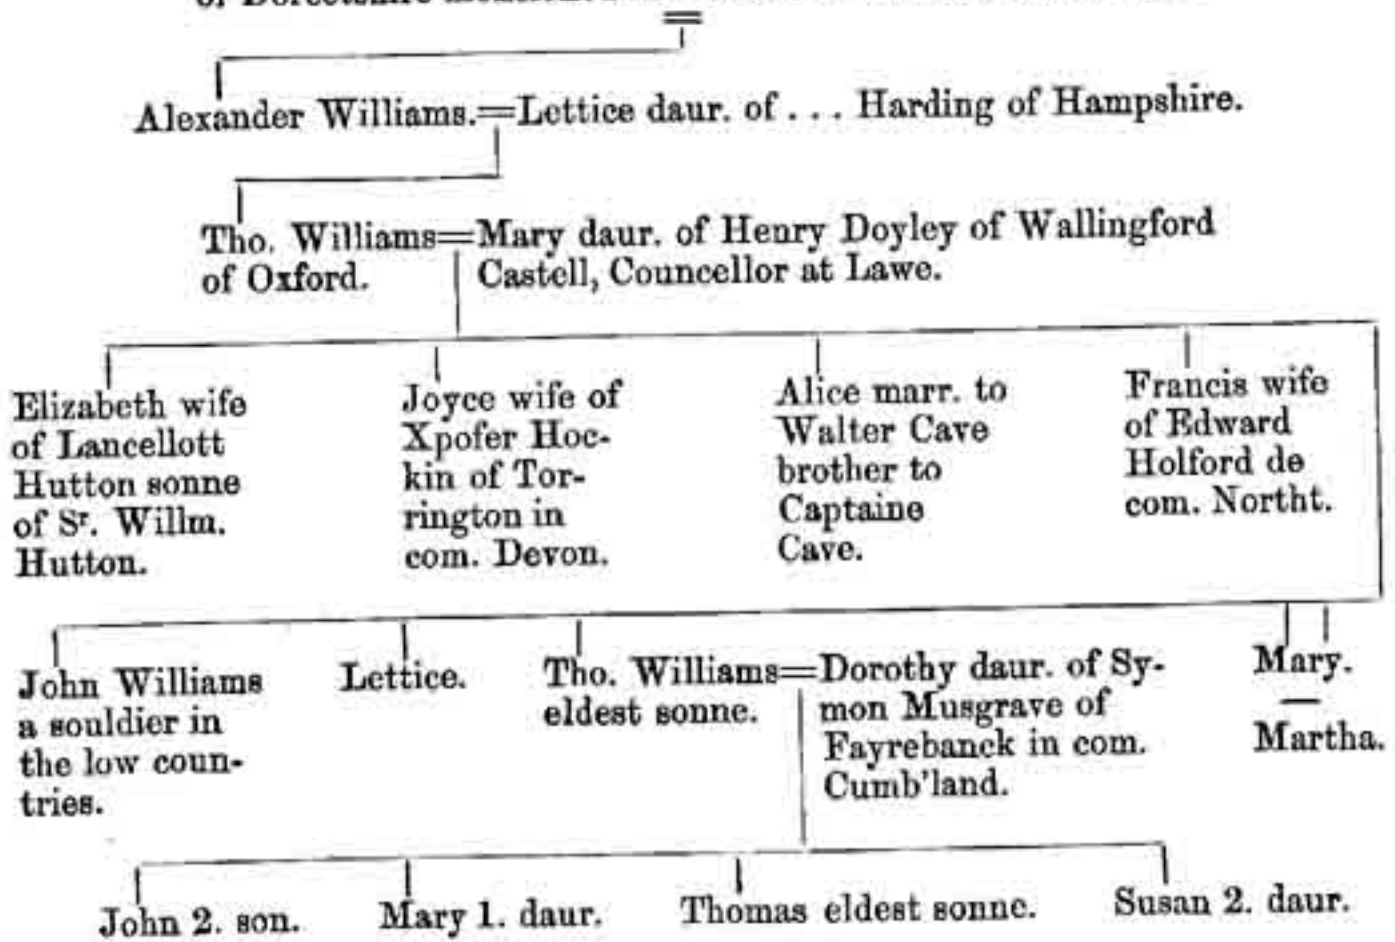 of Dorcetshire
Alexander Williams.=Lettice daur. of ... Harding of Hampshire.
Tho. Williams=Mary daur. of Henry Doyley of Wallingford
of Oxford. Castell, Councellor at Lawe.
Elizabeth wife
of Lancellott
Hutton sonne
of Sr. Willm.
Hutton.
Joyce wife of
Xpofer Hoc-
kin of Tor-
rington in
com. Devon.
Alice marr. to
Walter Cave
brother to
Captaine
Cave.
Francis wife
of Edward
Holford de
com. Northt.
John Williams
a souldier in
the low coun-
tries.
Lettice.
Tho. Williams=Dorothy daur. of Sy-
eldest sonne. mon Musgrave of
Fayrebanck in com.
Cumb'land.
Mary.
—
Martha.
John 2. son.
Mary 1. daur.
Thomas eldest sonne.
Susan 2. daur.